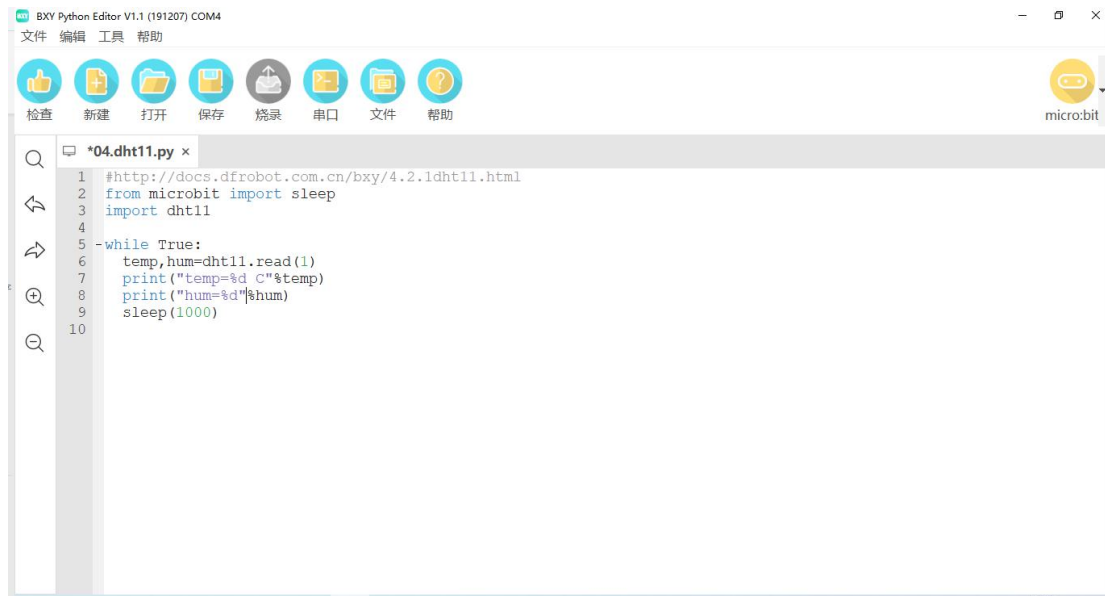 BXY BXY Python Editor V1.1 (191207) COM4
文件 编辑 工具 帮助
检查 新建 打开 保存 烧录 串口 文件 帮助 micro:bit
*04.dht11.py ×
1 #http://docs.dfrobot.com.cn/bxy/4.2.1dht11.html
2 from microbit import sleep
3 import dht11
4
5 -while True:
6 temp,hum=dht11.read(1)
7 print("temp=%d C"%temp)
8 print("hum=%d"%hum)
9 sleep(1000)
10